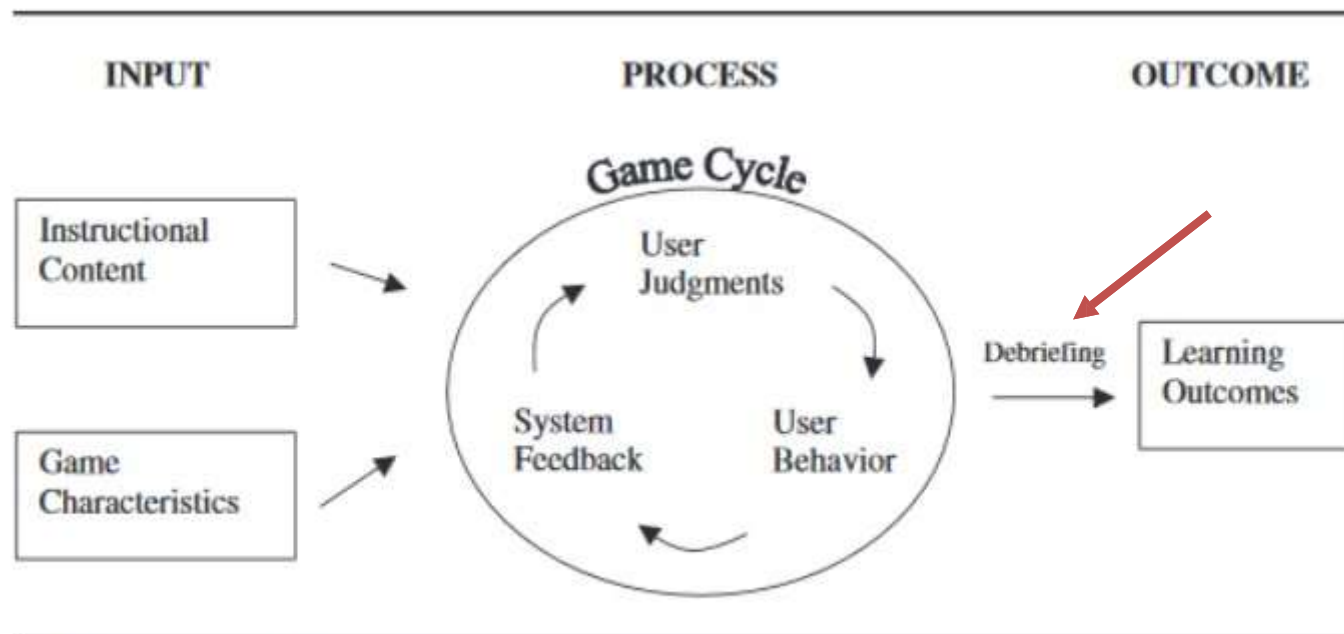 INPUT
PROCESS
OUTCOME
Game Cycle
Instructional
Content
User
Judgments
Debriefing
Learning
Outcomes
System
Feedback
User
Behavior
Game
Characteristics